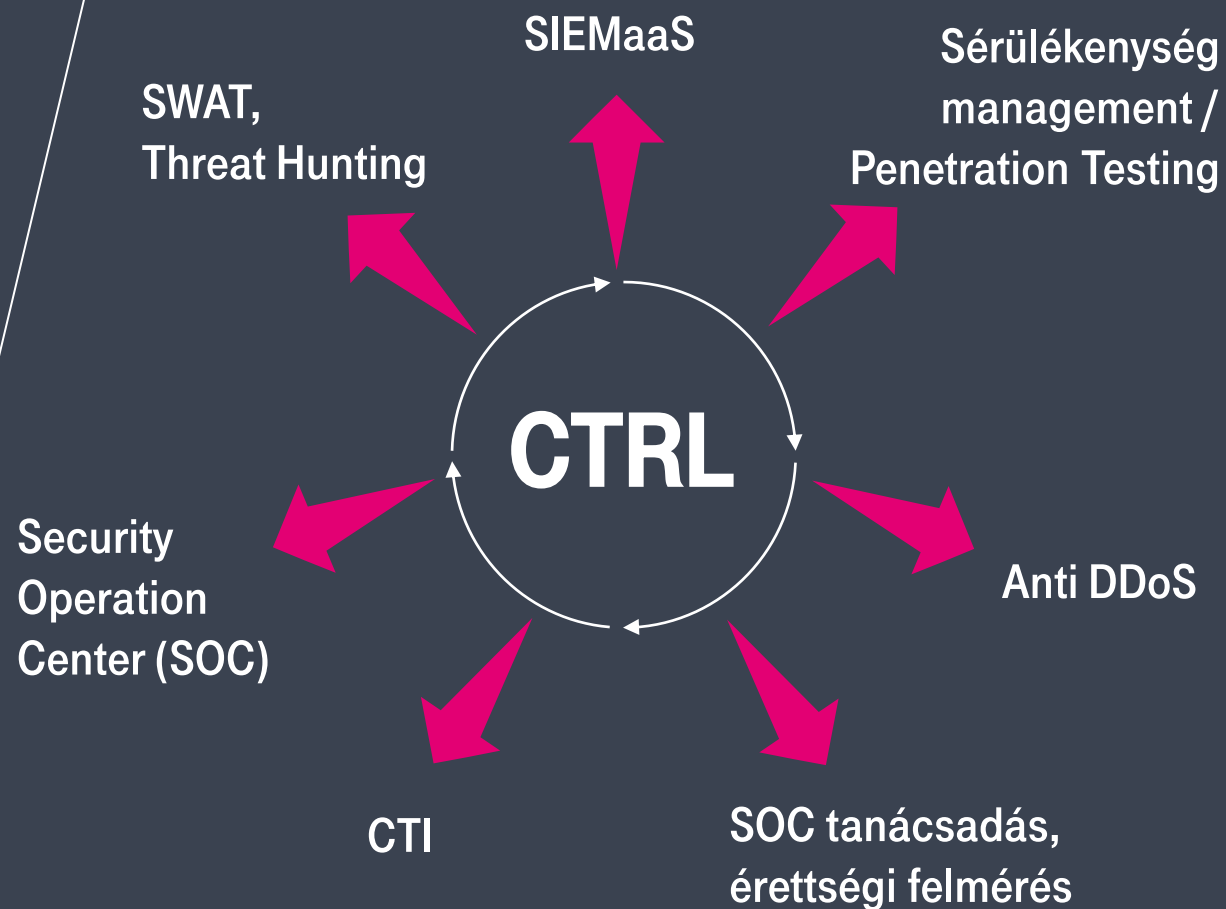 SIEMaaS
Sérülékenység
management /
Penetration Testing
SWAT,
Threat Hunting
CTRL
Security
Operation
Center (SOC)
Anti DDoS
CTI
SOC tanácsadás,
érettségi felmérés